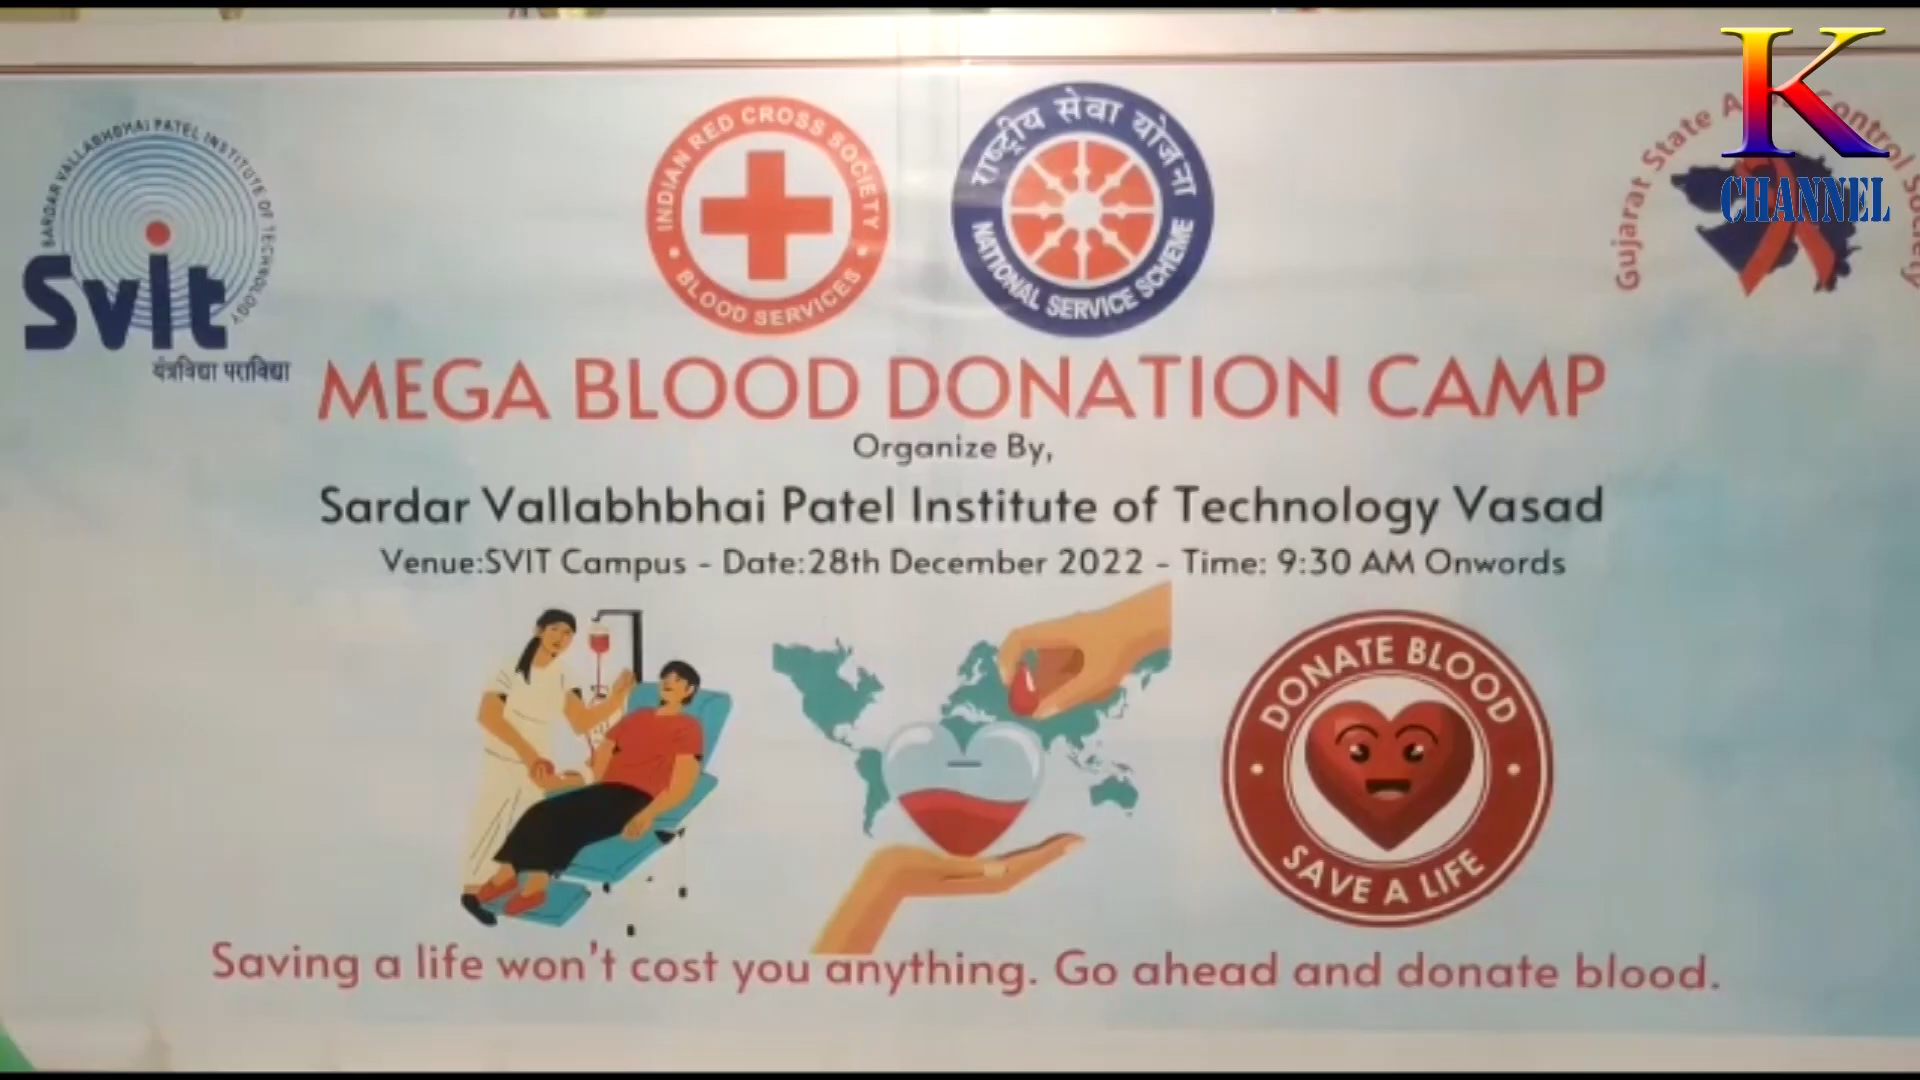 K
CHANNEL
SARDAR VALLABHBHAI PATEL INSTITUTE OF TECHNOLOGY
Svit
यंत्रविद्या पराविद्या
INDIAN RED CROSS SOCIETY
BLOOD SERVICES
राष्ट्रीय सेवा योजना
NATIONAL SERVICE SCHEME
Gujarat State Control Society
MEGA BLOOD DONATION CAMP
Organize By,
Sardar Vallabhbhai Patel Institute of Technology Vasad
Venue:SVIT Campus - Date:28th December 2022 - Time: 9:30 AM Onwords
DONATE BLOOD
SAVE A LIFE
Saving a life won't cost you anything. Go ahead and donate blood.